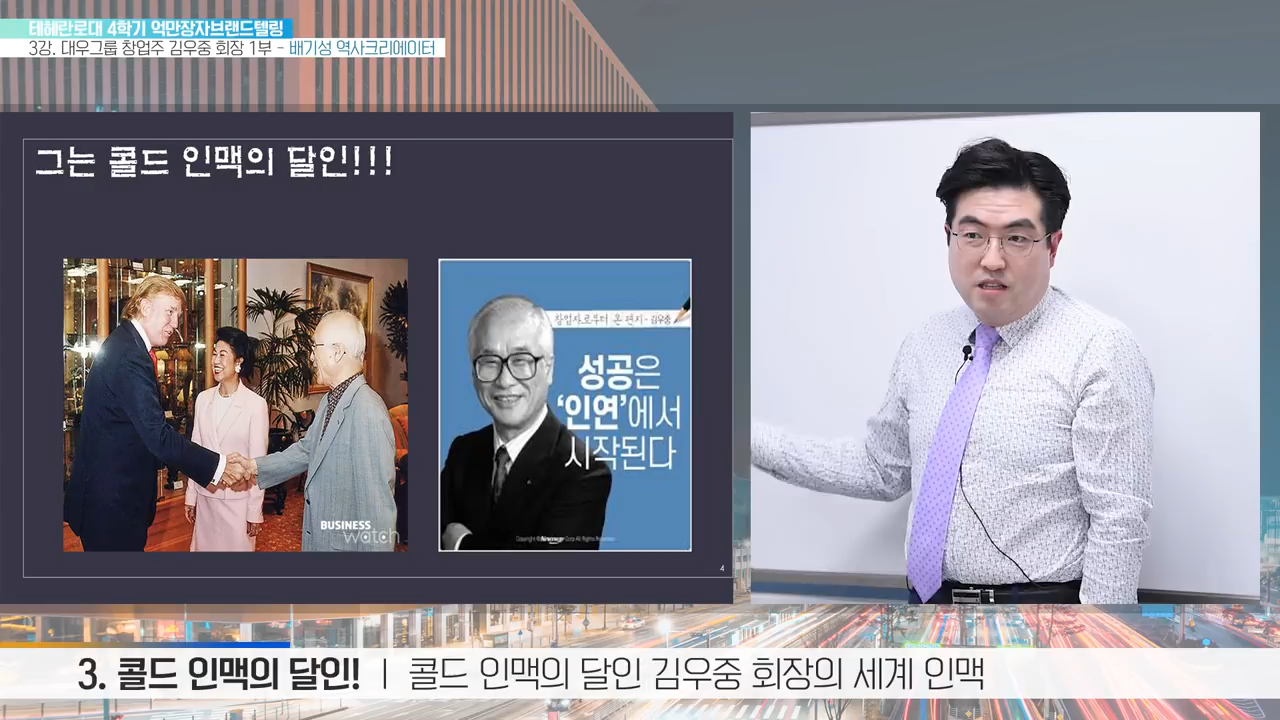 테헤란로대 4학기 억만장자브랜드텔링
3강. 대우그룹 창업주 김우중 회장 1부 - 배기성 역사크리에이터
그는 콜드 인맥의 달인!!!
BUSINESS
watch
창업자로부터 온 편지 - 김우중
성공은
‘인연’에서
시작된다
4
3. 콜드 인맥의 달인! | 콜드 인맥의 달인 김우중 회장의 세계 인맥